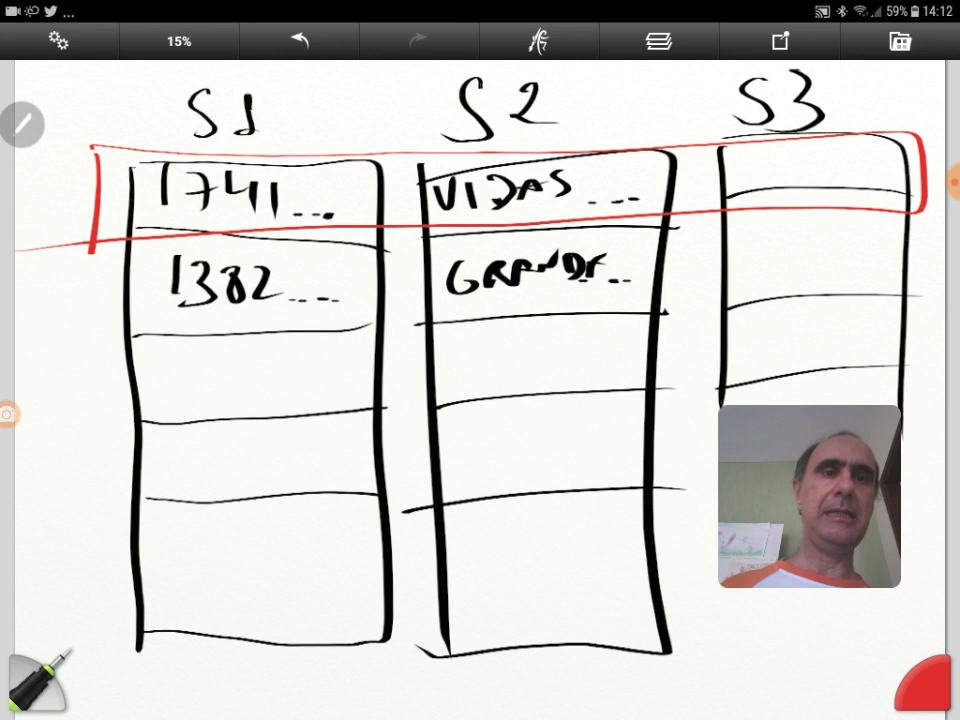 ... 59% 14:12
15%
S1 S2 S3
1741... VIDAS ...
1382.... GRANDE..